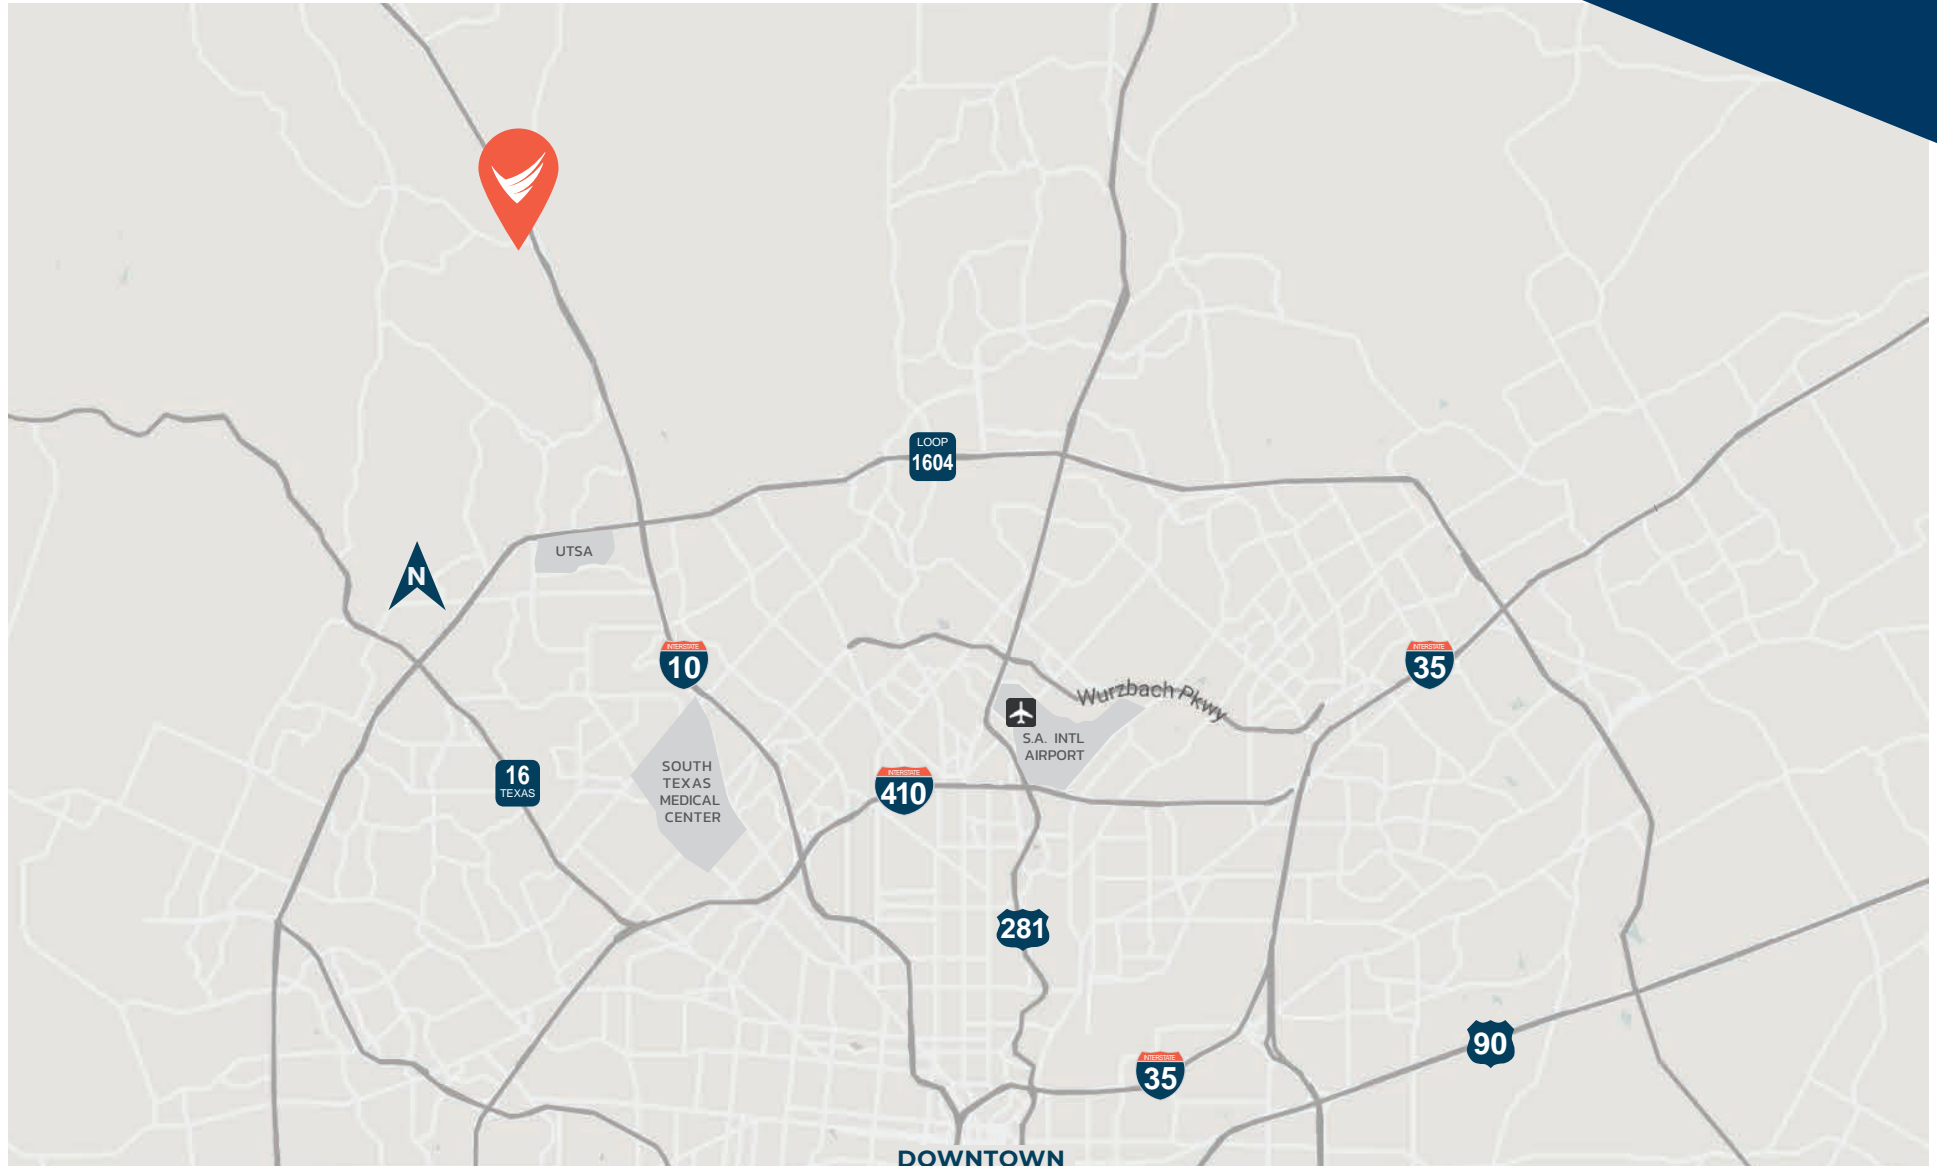 LOOP
1604
UTSA
N
INTERSTATE
10
INTERSTATE
35
Wurzbach Pkwy
S.A. INTL
AIRPORT
16
TEXAS
SOUTH
TEXAS
MEDICAL
CENTER
INTERSTATE
410
281
90
INTERSTATE
35
DOWNTOWN